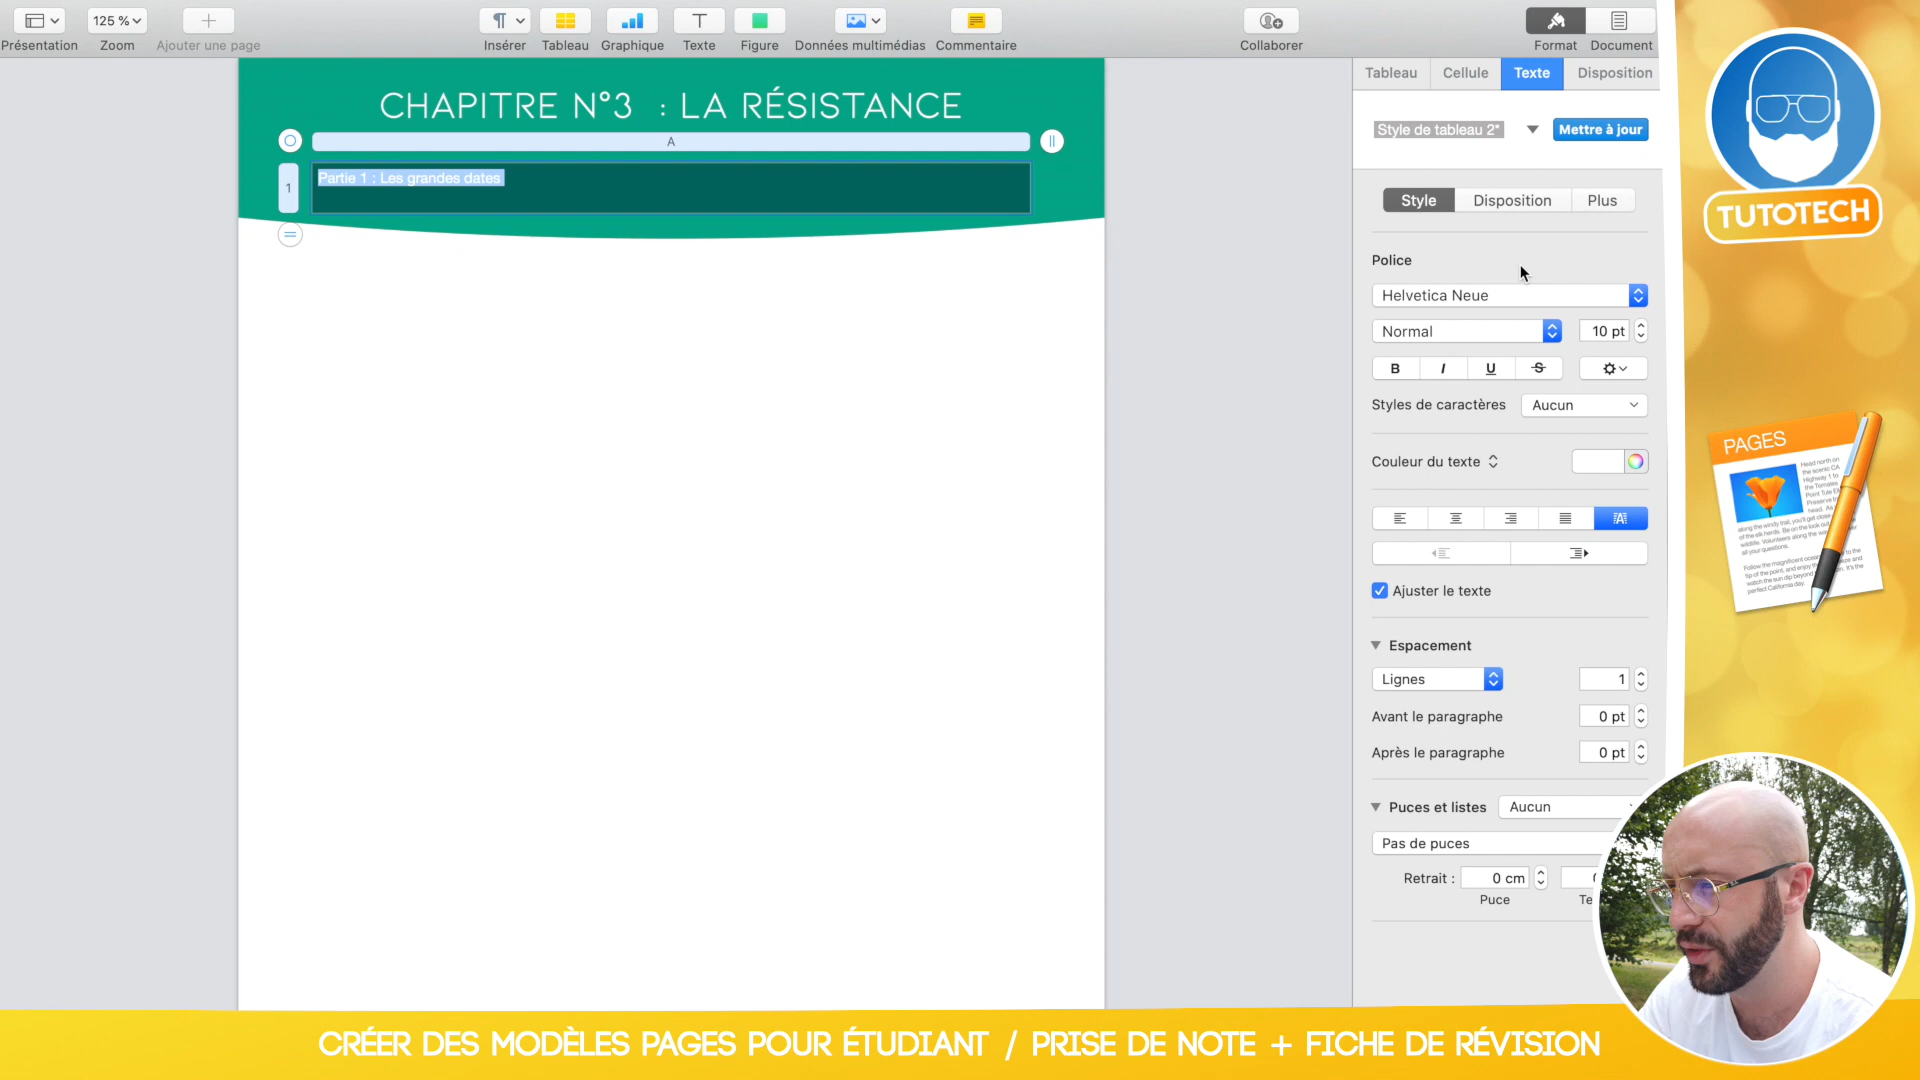 125 %
Présentation
Zoom
Ajouter une page
Insérer
Tableau
Graphique
Texte
Figure
Données multimédias
Commentaire
Collaborer
Format
Document
Tableau
Cellule
Texte
Disposition
CHAPITRE N°3 : LA RÉSISTANCE
A
1
Partie 1 : Les grandes dates
Style de tableau 2*
Mettre à jour
Style
Disposition
Plus
Police
Helvetica Neue
Normal
10 pt
B
I
U
S
Styles de caractères
Aucun
Couleur du texte
Ajuster le texte
Espacement
Lignes
1
Avant le paragraphe
0 pt
Après le paragraphe
0 pt
Puces et listes
Aucun
Pas de puces
Retrait :
0 cm
Puce
TUTOTECH
PAGES
CRÉER DES MODÈLES PAGES POUR ÉTUDIANT / PRISE DE NOTE + FICHE DE RÉVISION